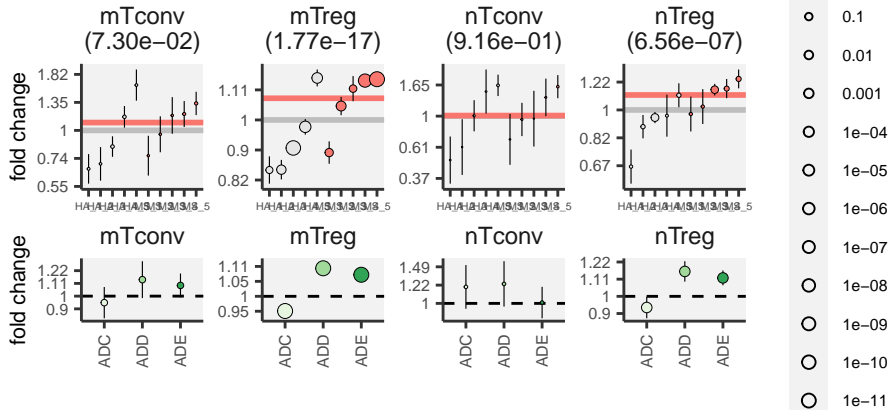 mTconv
(7.30e−02)
mTreg
(1.77e−17)
nTconv
(9.16e−01)
nTreg
(6.56e−07)
fold change
1.82
1.35
1
0.74
0.55
1.11
1
0.9
0.82
1.65
1
0.61
0.37
1.22
1
0.82
0.67
mTconv
mTreg
nTconv
nTreg
fold change
1.22
1.11
1
0.9
1.11
1.05
1
0.95
1.49
1.22
1
1.22
1.11
1
0.9
ADC
ADD
ADE
ADC
ADD
ADE
ADC
ADD
ADE
ADC
ADD
ADE
0.1
0.01
0.001
1e−04
1e−05
1e−06
1e−07
1e−08
1e−09
1e−10
1e−11